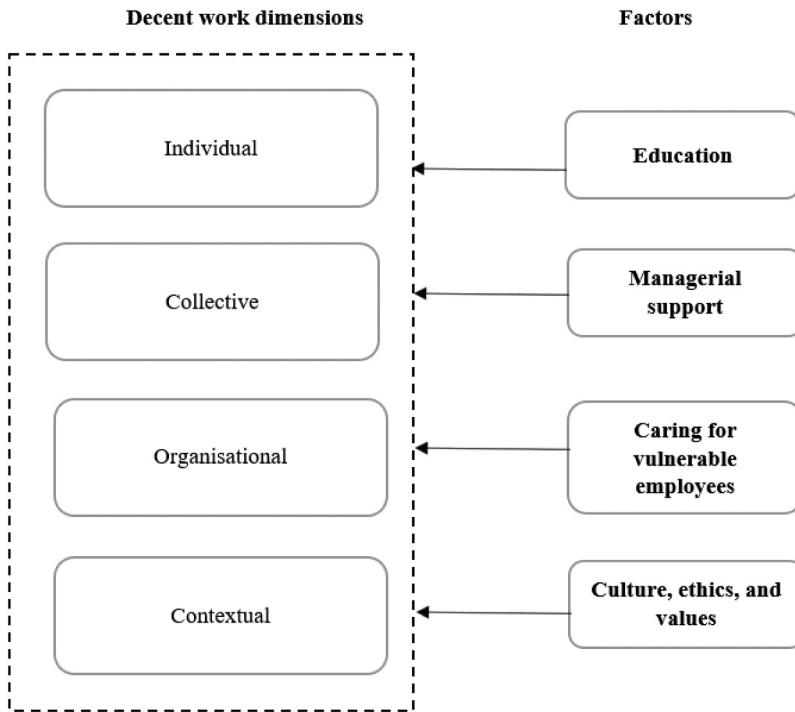 Decent work dimensions
Factors
Individual
Education
Collective
Managerial
support
Organisational
Caring for
vulnerable
employees
Contextual
Culture, ethics, and
values